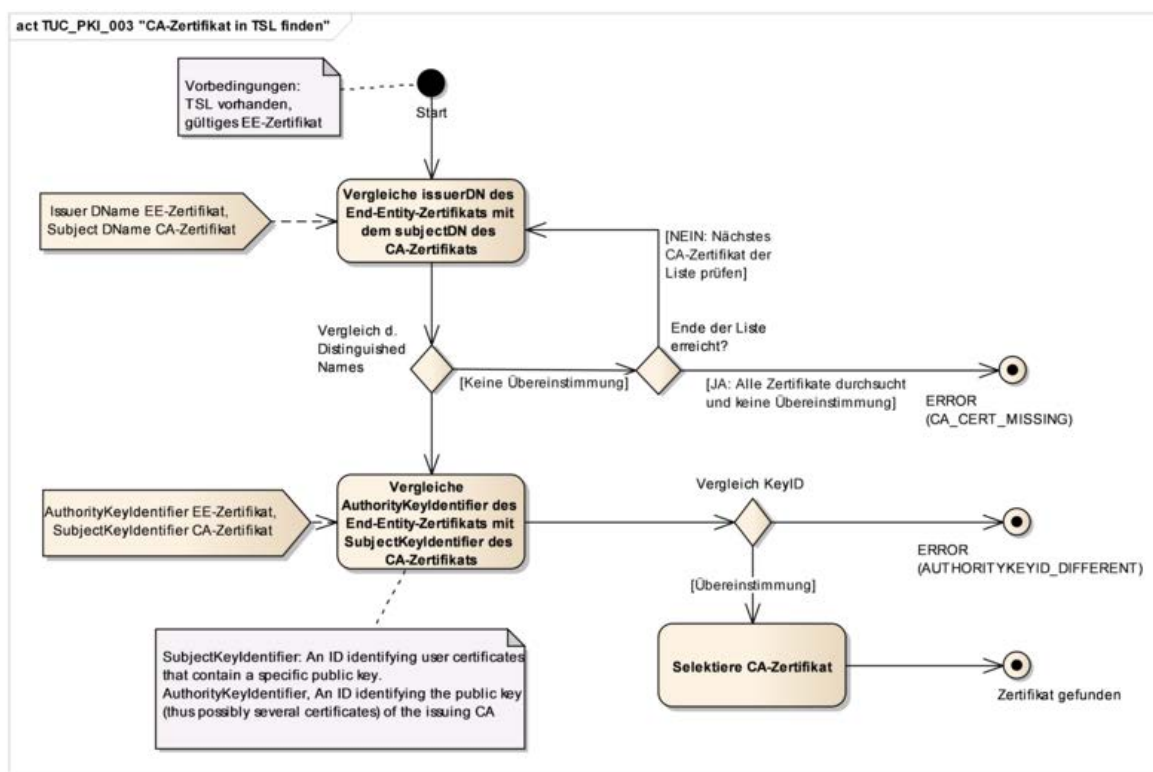 act TUC_PKI_003 "CA-Zertifikat in TSL finden"
Vorbedingungen:
TSL vorhanden,
gültiges EE-Zertifikat
Start
Issuer DName EE-Zertifikat,
Subject DName CA-Zertifikat
Vergleiche issuerDN des
End-Entity-Zertifikats mit
dem subjectDN des
CA-Zertifikats
[NEIN: Nächstes
CA-Zertifikat der
Liste prüfen]
Vergleich d.
Distinguished
Names
[Keine Übereinstimmung]
Ende der Liste
erreicht?
[JA: Alle Zertifikate durchsucht
und keine Übereinstimmung]
ERROR
(CA_CERT_MISSING)
AuthorityKeyIdentifier EE-Zertifikat,
SubjectKeyIdentifier CA-Zertifikat
Vergleiche
AuthorityKeyIdentifier des
End-Entity-Zertifikats mit
SubjectKeyIdentifier des
CA-Zertifikats
Vergleich KeyID
ERROR
(AUTHORITYKEYID_DIFFERENT)
[Übereinstimmung]
SubjectKeyIdentifier: An ID identifying user certificates
that contain a specific public key.
AuthorityKeyIdentifier, An ID identifying the public key
(thus possibly several certificates) of the issuing CA
Selektiere CA-Zertifikat
Zertifikat gefunden